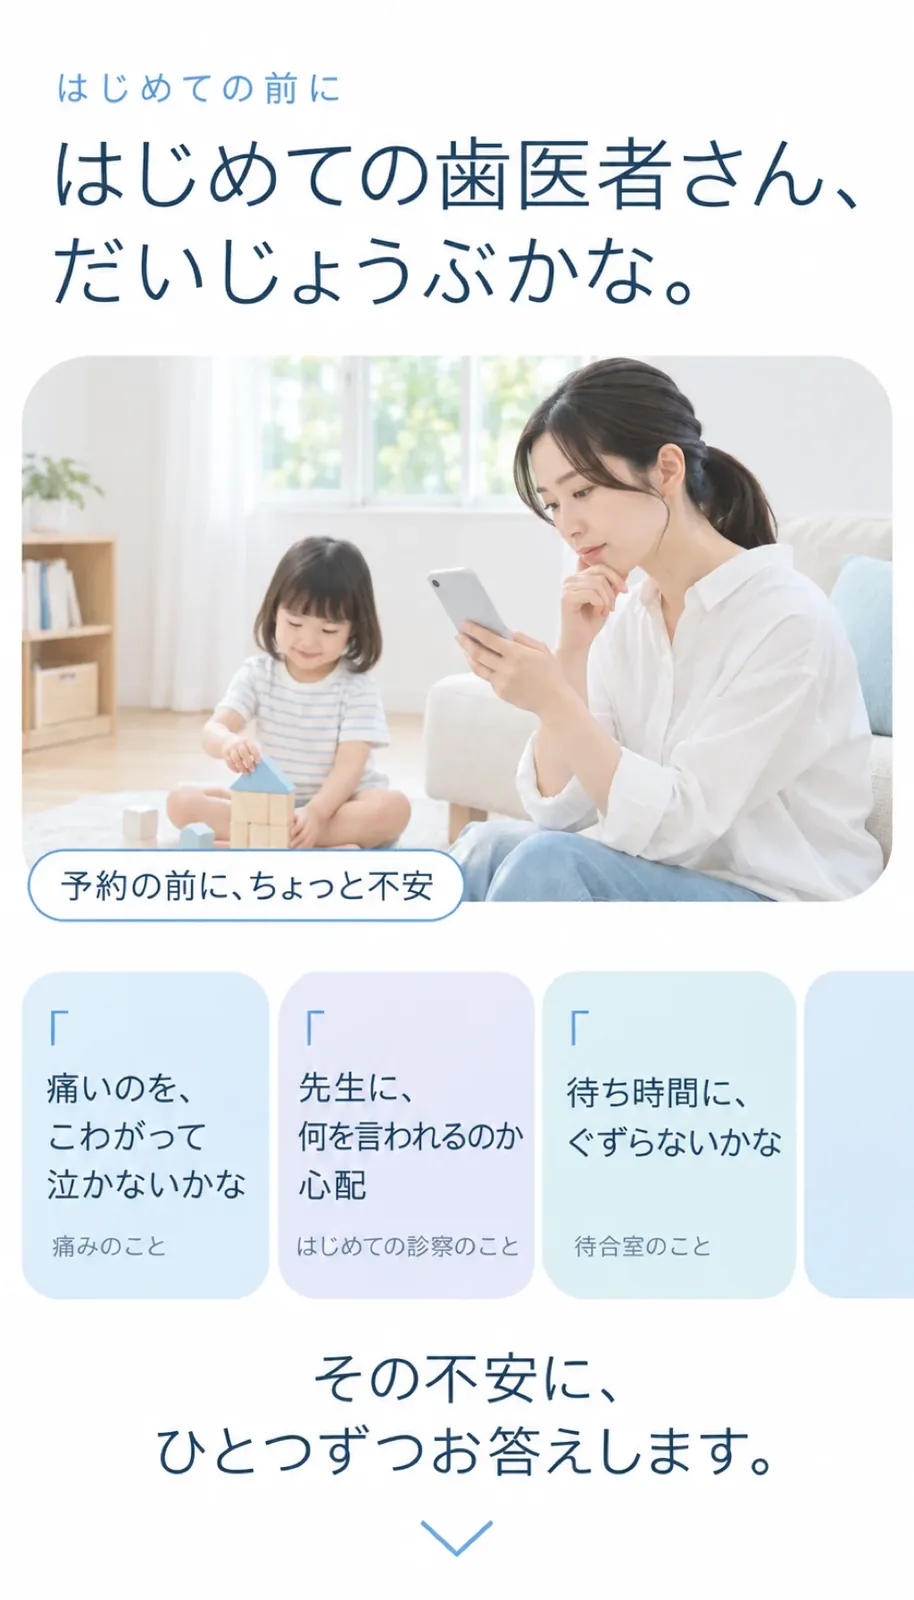 はじめての前に
はじめての歯医者さん、
だいじょうぶかな。
予約の前に、ちょっと不安
「
痛いのを、
こわがって
泣かないかな
痛みのこと
「
先生に、
何を言われるのか
心配
はじめての診察のこと
「
待ち時間に、
ぐずらないかな
待合室のこと
その不安に、
ひとつずつお答えします。